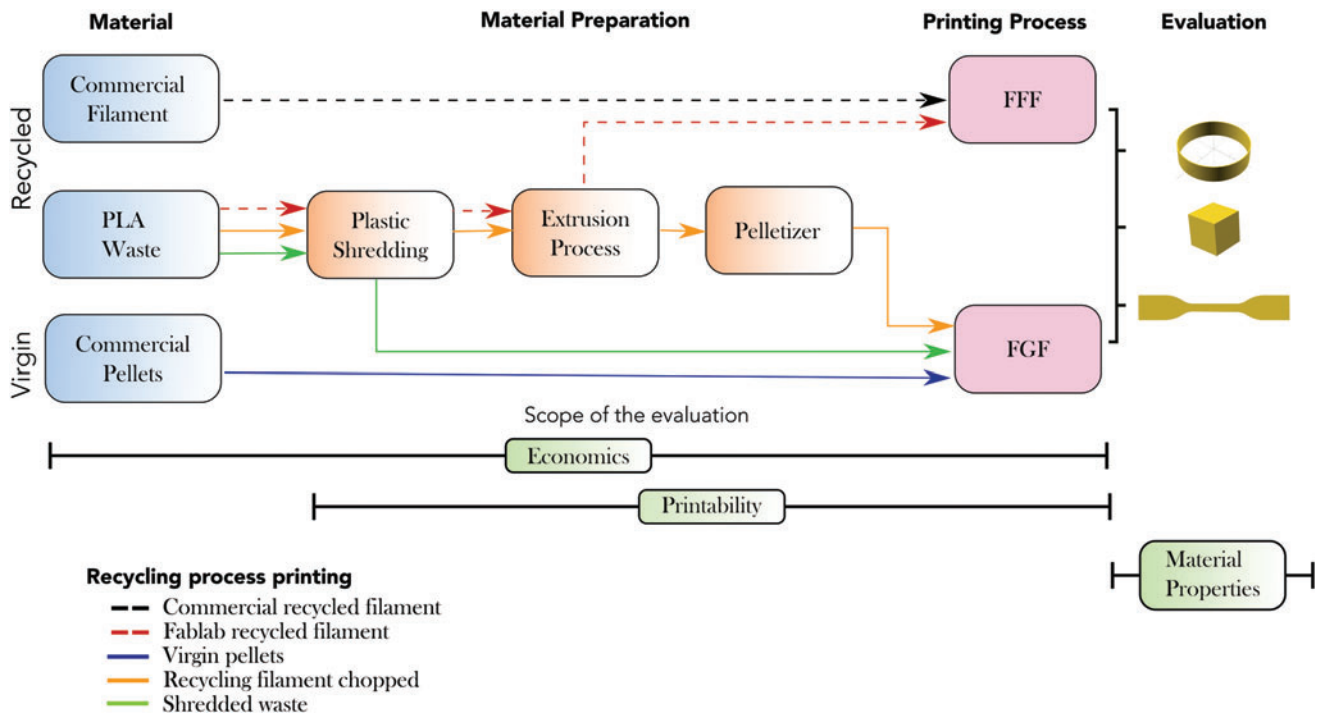 Material
Material Preparation
Printing Process
Evaluation
Recycled
Commercial
Filament
FFF
PLA
Waste
Plastic
Shredding
Extrusion
Process
Pelletizer
Virgin
Commercial
Pellets
FGF
Scope of the evaluation
Economics
Printability
Material
Properties
Recycling process printing
Commercial recycled filament
Fablab recycled filament
Virgin pellets
Recycling filament chopped
Shredded waste